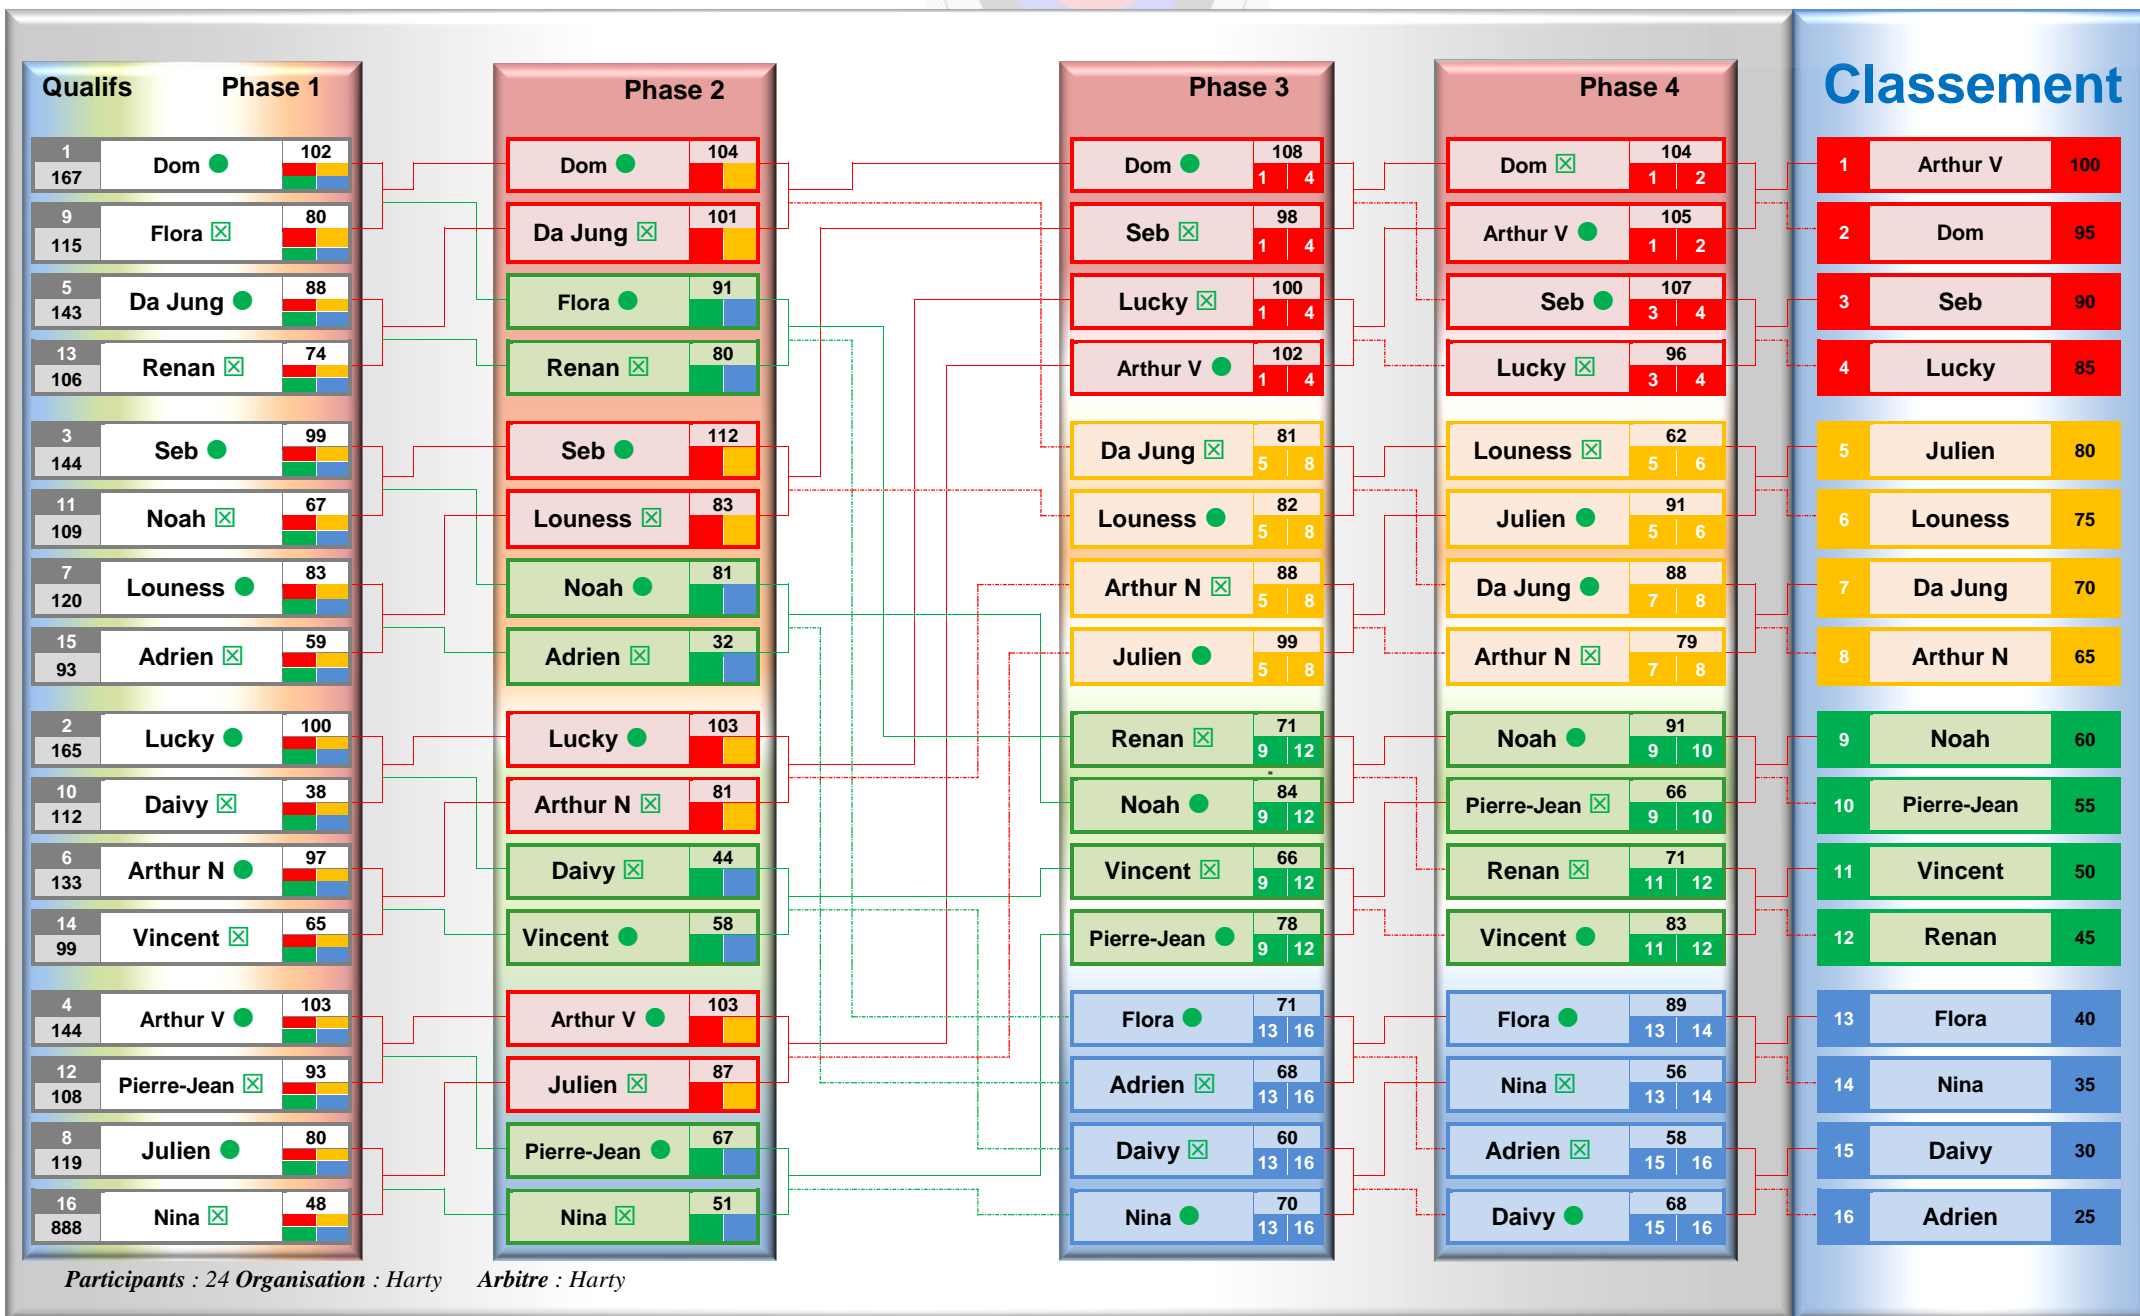 Qualifs Phase 1
1
167
Dom
102
9
115
Flora
80
5
143
Da Jung
88
13
106
Renan
74
3
144
Seb
99
11
109
Noah
67
7
120
Louness
83
15
93
Adrien
59
2
165
Lucky
100
10
112
Daivy
38
6
133
Arthur N
97
14
99
Vincent
65
4
144
Arthur V
103
12
108
Pierre-Jean
93
8
119
Julien
80
16
888
Nina
48
Phase 2
Dom
104
Da Jung
101
Flora
91
Renan
80
Seb
112
Louness
83
Noah
81
Adrien
32
Lucky
103
Arthur N
81
Daivy
44
Vincent
58
Arthur V
103
Julien
87
Pierre-Jean
67
Nina
51
Phase 3
Dom
108
1 4
Seb
98
1 4
Lucky
100
1 4
Arthur V
102
1 4
Da Jung
81
5 8
Louness
82
5 8
Arthur N
88
5 8
Julien
99
5 8
Renan
71
9 12
Noah
84
9 12
Vincent
66
9 12
Pierre-Jean
78
9 12
Flora
71
13 16
Adrien
68
13 16
Daivy
60
13 16
Nina
70
13 16
Phase 4
Dom
104
1 2
Arthur V
105
1 2
Seb
107
3 4
Lucky
96
3 4
Louness
62
5 6
Julien
91
5 6
Da Jung
88
7 8
Arthur N
79
7 8
Noah
91
9 10
Pierre-Jean
66
9 10
Renan
71
11 12
Vincent
83
11 12
Flora
89
13 14
Nina
56
13 14
Adrien
58
15 16
Daivy
68
15 16
Classement
1 Arthur V 100
2 Dom 95
3 Seb 90
4 Lucky 85
5 Julien 80
6 Louness 75
7 Da Jung 70
8 Arthur N 65
9 Noah 60
10 Pierre-Jean 55
11 Vincent 50
12 Renan 45
13 Flora 40
14 Nina 35
15 Daivy 30
16 Adrien 25
Participants : 24 Organisation : Harty Arbitre : Harty